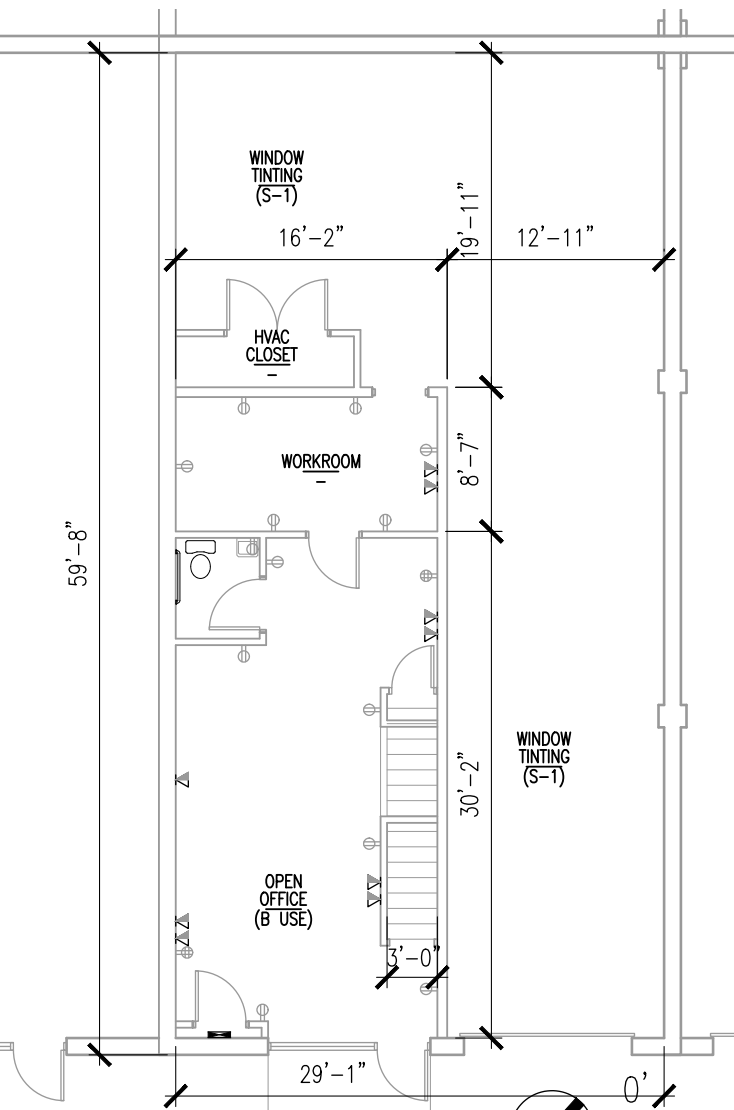 WINDOW
TINTING
(S-1)
16'-2"
19'-11"
12'-11"
HVAC
CLOSET
-
WORKROOM
-
8'-7"
59'-8"
WINDOW
TINTING
(S-1)
30'-2"
OPEN
OFFICE
(B USE)
3'-0"
29'-1"
0'